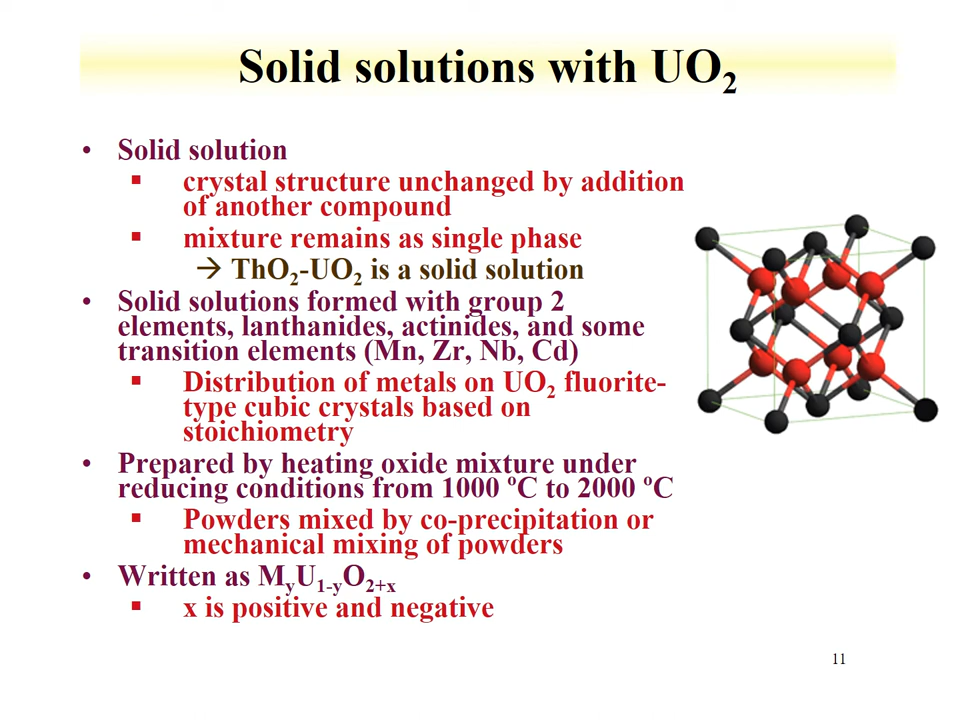 Solid solutions with UO₂
• Solid solution
▪ crystal structure unchanged by addition
of another compound
▪ mixture remains as single phase
→ ThO₂-UO₂ is a solid solution
• Solid solutions formed with group 2
elements, lanthanides, actinides, and some
transition elements (Mn, Zr, Nb, Cd)
▪ Distribution of metals on UO₂ fluorite-
type cubic crystals based on
stoichiometry
• Prepared by heating oxide mixture under
reducing conditions from 1000 ºC to 2000 ºC
▪ Powders mixed by co-precipitation or
mechanical mixing of powders
• Written as MyU1-yO2+x
▪ x is positive and negative
11